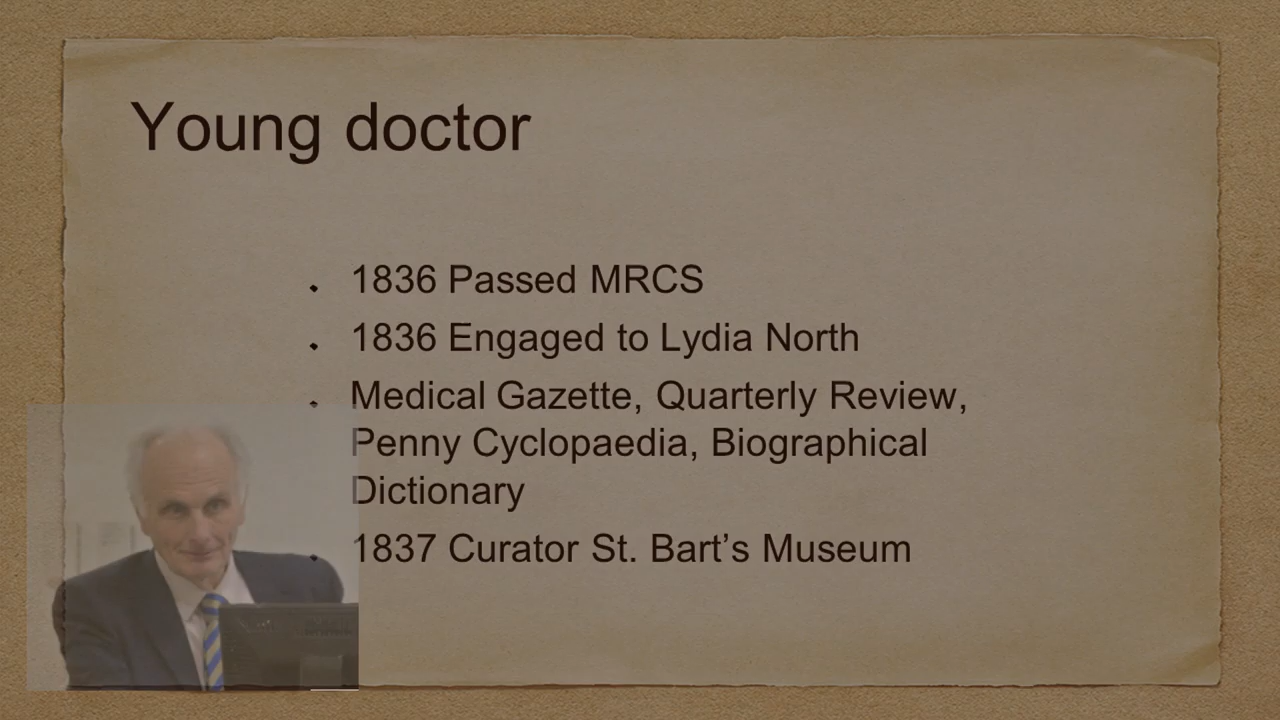 Young doctor
1836 Passed MRCS
1836 Engaged to Lydia North
Medical Gazette, Quarterly Review,
Penny Cyclopaedia, Biographical
Dictionary
1837 Curator St. Bart’s Museum